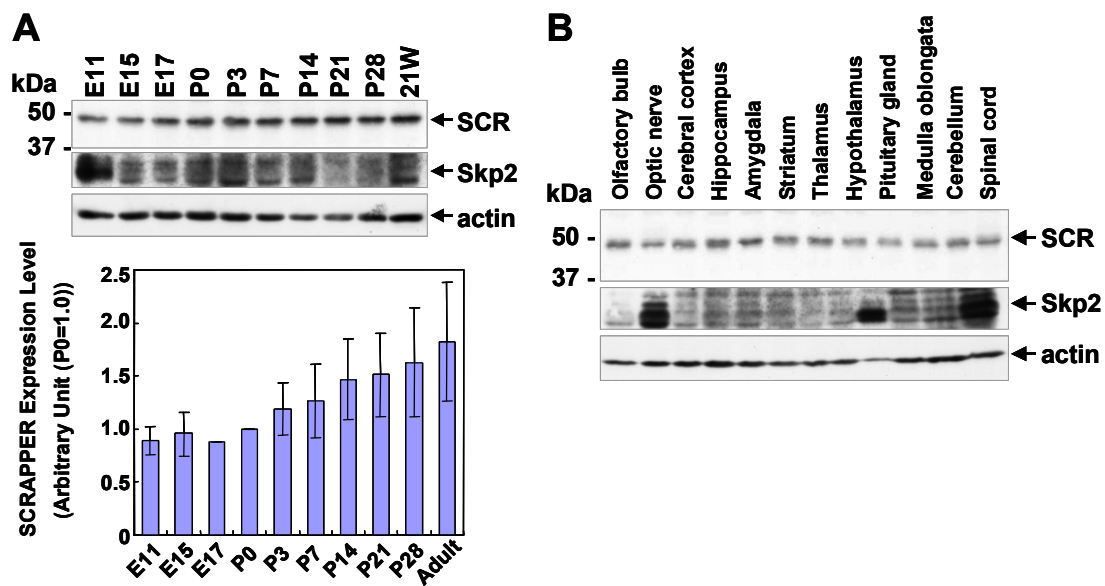 A
kDa
E11 E15 E17 P0 P3 P7 P14 P21 P28 21W
50 -
37 -
SCR
Skp2
actin
SCRAPPER Expression Level
(Arbitrary Unit (P0=1.0))
2.5
2.0
1.5
1.0
0.5
0
E11 E15 E17 P0 P3 P7 P14 P21 P28 Adult
B
kDa
Olfactory bulb
Optic nerve
Cerebral cortex
Hippocampus
Amygdala
Striatum
Thalamus
Hypothalamus
Pituitary gland
Medulla oblongata
Cerebellum
Spinal cord
50 -
37 -
SCR
Skp2
actin